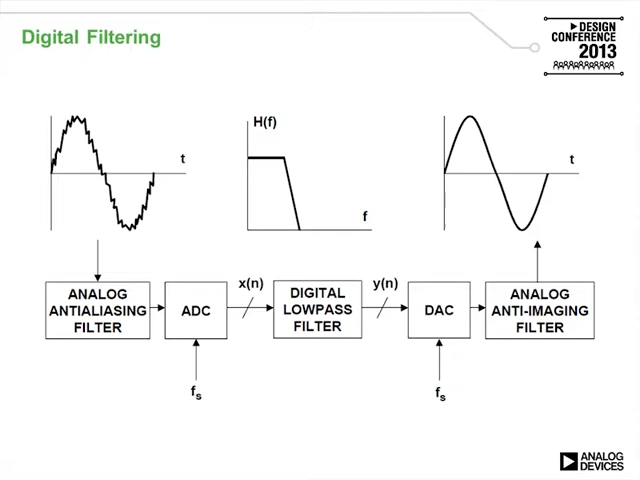 Digital Filtering
DESIGN
CONFERENCE
2013
t
H(f)
f
t
ANALOG
ANTIALIASING
FILTER
ADC
x(n)
DIGITAL
LOWPASS
FILTER
y(n)
DAC
ANALOG
ANTI-IMAGING
FILTER
fs
fs
ANALOG
DEVICES